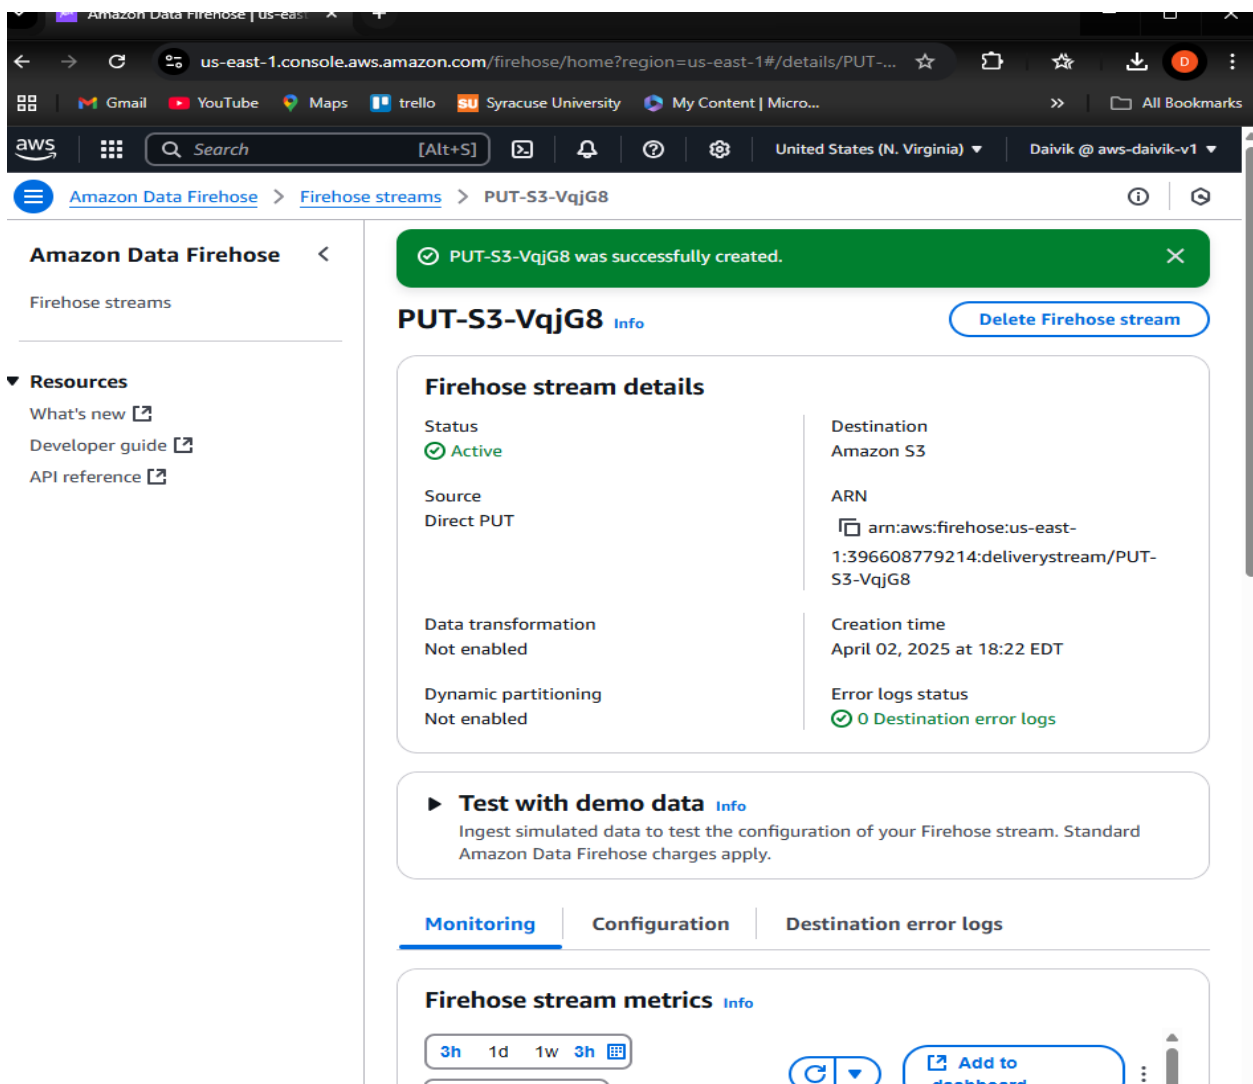 Amazon Data Firehose | us-east
us-east-1.console.aws.amazon.com/firehose/home?region=us-east-1#/details/PUT-...
D
Gmail
YouTube
Maps
trello
SU Syracuse University
My Content | Micro...
»
All Bookmarks
aws
Search
[Alt+S]
United States (N. Virginia)
Daivik @ aws-daivik-v1
Amazon Data Firehose > Firehose streams > PUT-S3-VqjG8
Amazon Data Firehose
Firehose streams
Resources
What's new
Developer guide
API reference
PUT-S3-VqjG8 was successfully created.
PUT-S3-VqjG8 Info
Delete Firehose stream
Firehose stream details
Status
Active
Destination
Amazon S3
Source
Direct PUT
ARN
arn:aws:firehose:us-east-
1:396608779214:deliverystream/PUT-
S3-VqjG8
Data transformation
Not enabled
Creation time
April 02, 2025 at 18:22 EDT
Dynamic partitioning
Not enabled
Error logs status
0 Destination error logs
Test with demo data Info
Ingest simulated data to test the configuration of your Firehose stream. Standard
Amazon Data Firehose charges apply.
Monitoring
Configuration
Destination error logs
Firehose stream metrics Info
3h 1d 1w 3h
Add to
dashboard